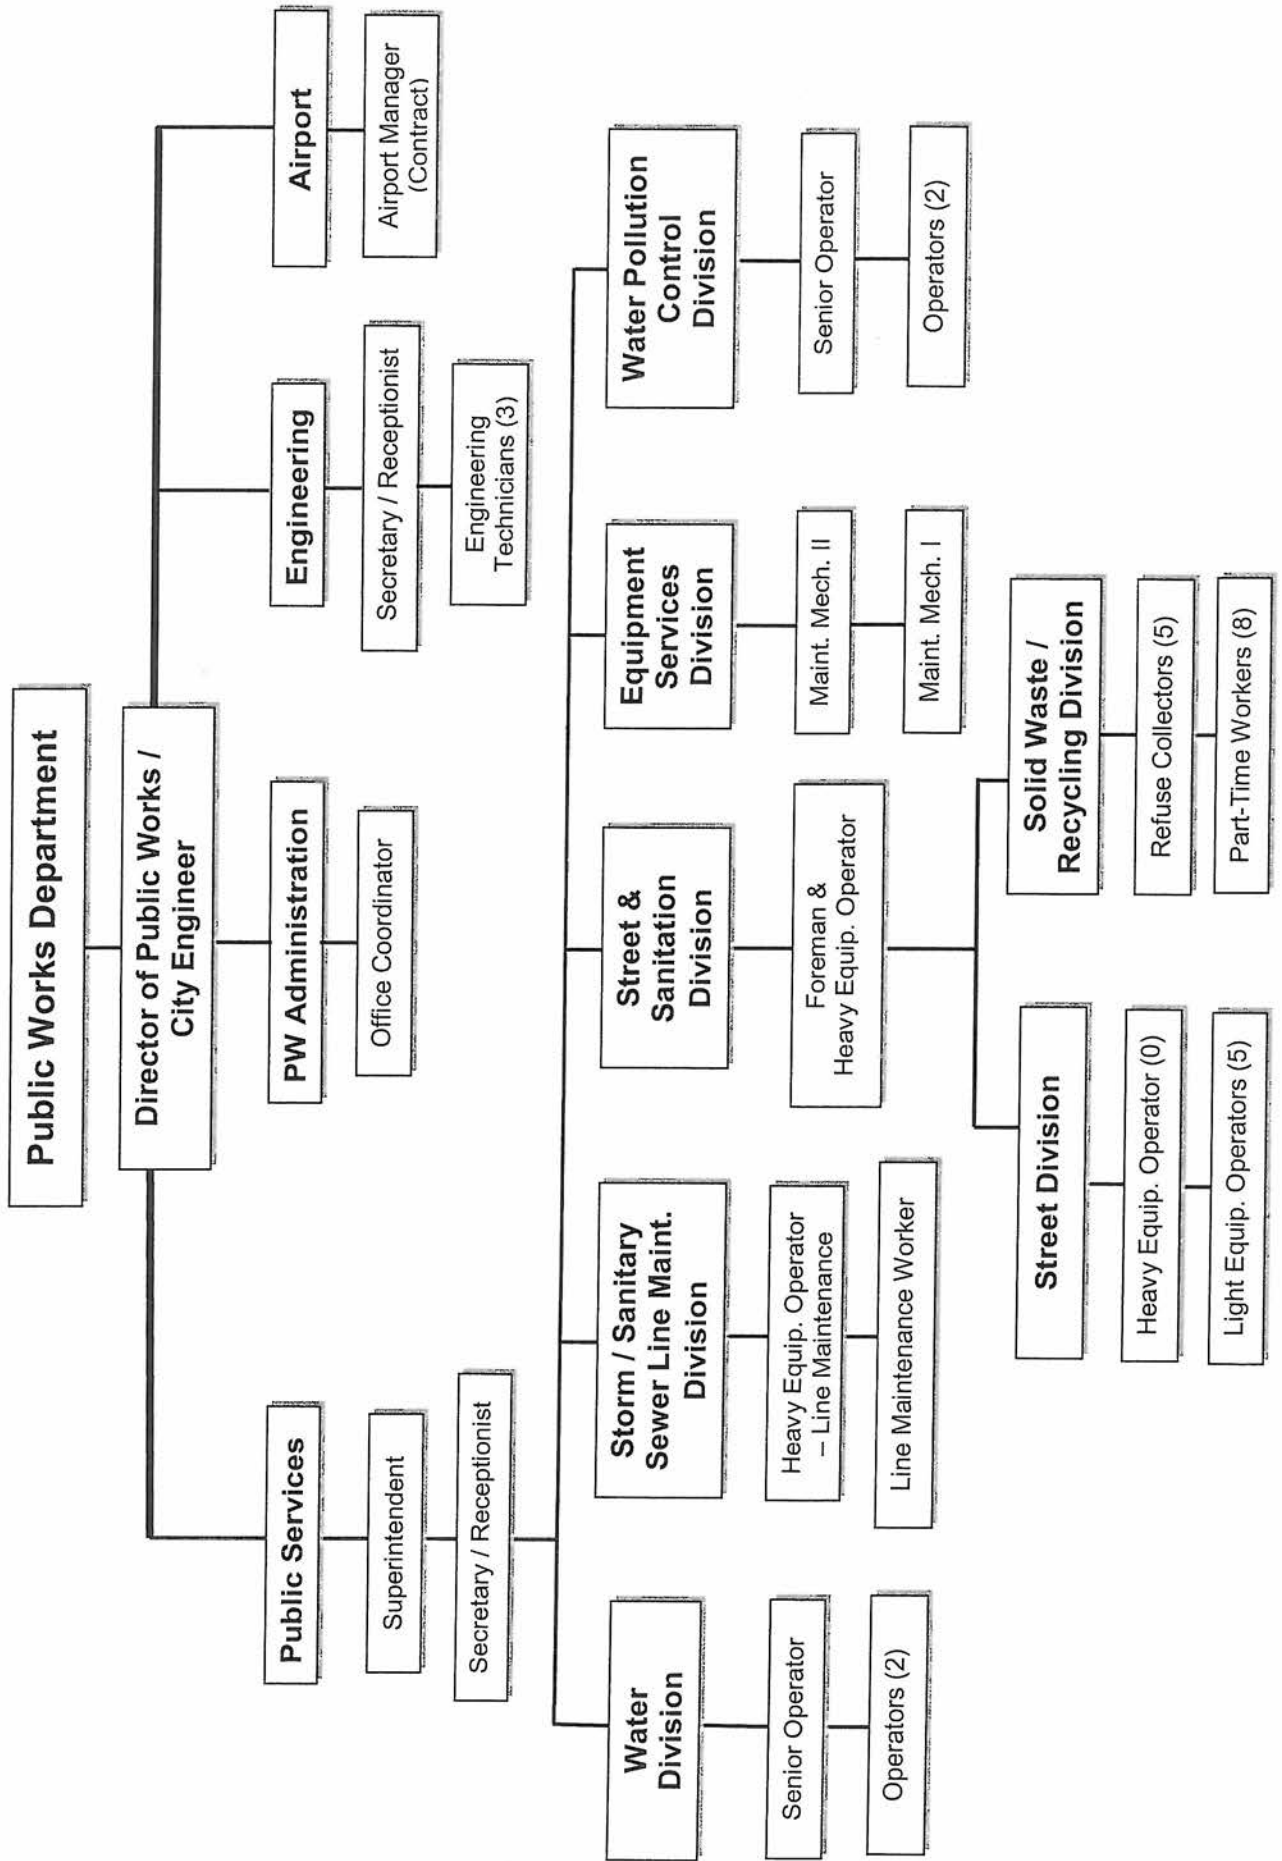 Public Works Department
Director of Public Works /
City Engineer
Public Services
Superintendent
Secretary / Receptionist
PW Administration
Office Coordinator
Engineering
Secretary / Receptionist
Engineering
Technicians (3)
Airport
Airport Manager
(Contract)
Water
Division
Senior Operator
Operators (2)
Storm / Sanitary
Sewer Line Maint.
Division
Heavy Equip. Operator
– Line Maintenance
Line Maintenance Worker
Street &
Sanitation
Division
Foreman &
Heavy Equip. Operator
Street Division
Heavy Equip. Operator (0)
Light Equip. Operators (5)
Solid Waste /
Recycling Division
Refuse Collectors (5)
Part-Time Workers (8)
Equipment
Services
Division
Maint. Mech. II
Maint. Mech. I
Water Pollution
Control
Division
Senior Operator
Operators (2)